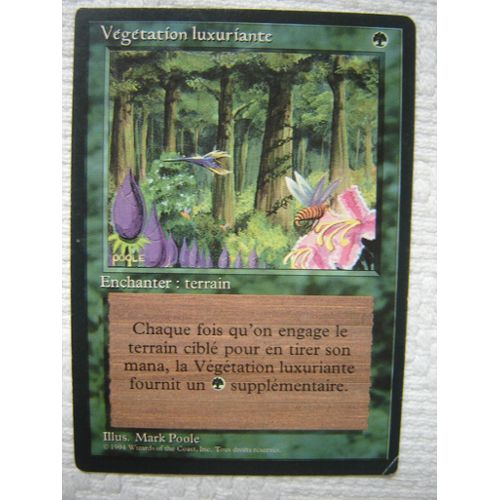 Végétation luxuriante
POOLE
Enchanter : terrain
Chaque fois qu'on engage le
terrain ciblé pour en tirer son
mana, la Végétation luxuriante
fournit un supplémentaire.
Illus. Mark Poole
© 1994 Wizards of the Coast, Inc. Tous droits reservés.